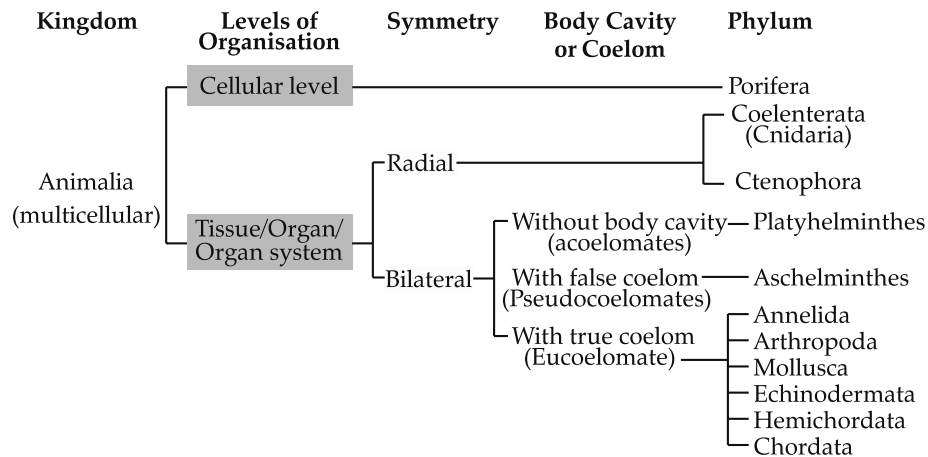 Kingdom
Levels of
Organisation
Symmetry
Body Cavity
or Coelom
Phylum
Cellular level
Porifera
Coelenterata
(Cnidaria)
Radial
Ctenophora
Animalia
(multicellular)
Tissue/Organ/
Organ system
Without body cavity
(acoelomates)
Platyhelminthes
Bilateral
With false coelom
(Pseudocoelomates)
Aschelminthes
With true coelom
(Eucoelomate)
Annelida
Arthropoda
Mollusca
Echinodermata
Hemichordata
Chordata